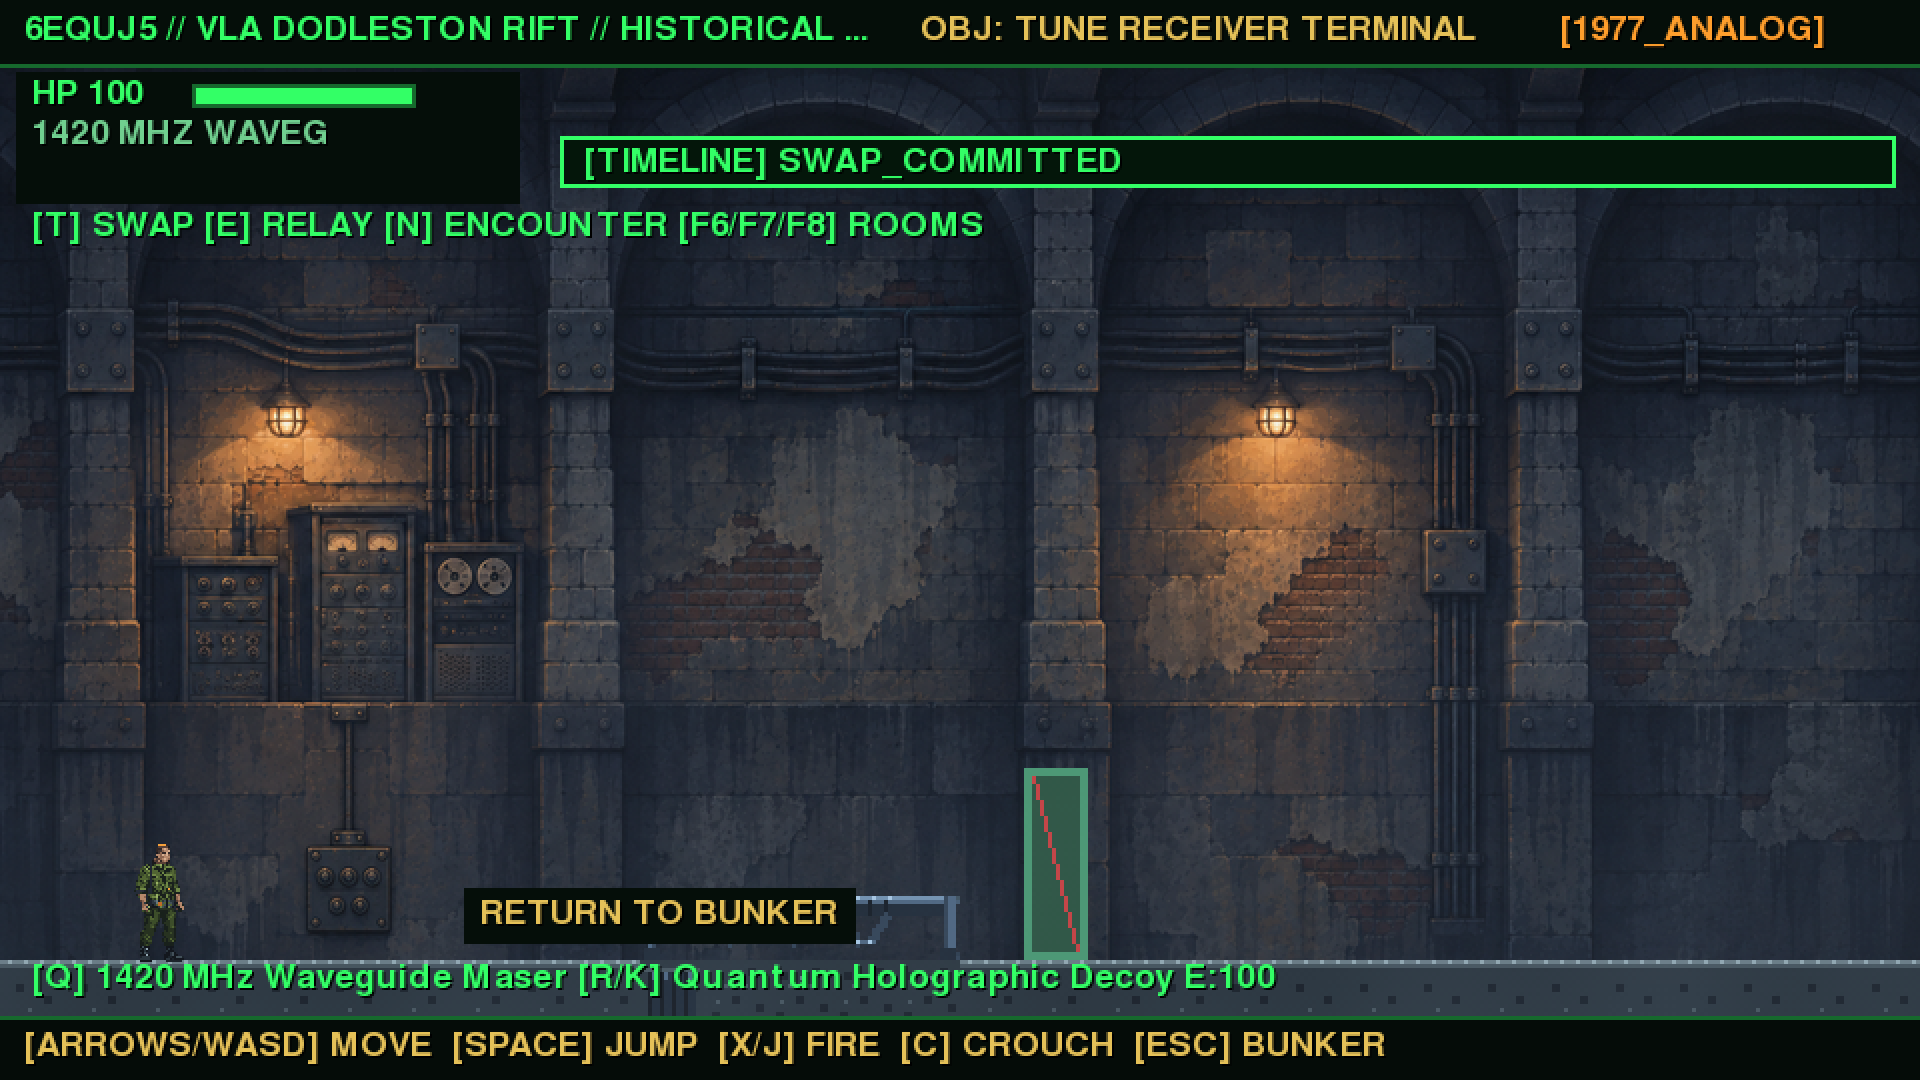 6EQUJ5 // VLA DODLESTON RIFT // HISTORICAL ... OBJ: TUNE RECEIVER TERMINAL [1977_ANALOG]
HP 100
1420 MHZ WAVEG
[TIMELINE] SWAP_COMMITTED
[T] SWAP [E] RELAY [N] ENCOUNTER [F6/F7/F8] ROOMS
RETURN TO BUNKER
[Q] 1420 MHz Waveguide Maser [R/K] Quantum Holographic Decoy E:100
[ARROWS/WASD] MOVE [SPACE] JUMP [X/J] FIRE [C] CROUCH [ESC] BUNKER